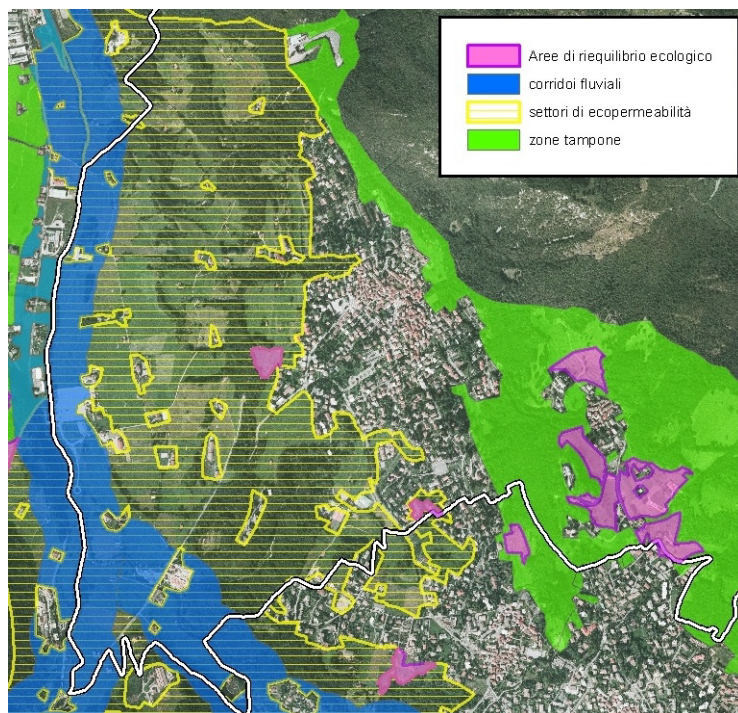 Aree di riequilibrio ecologico
corridoi fluviali
settori di ecopermeabilità
zone tampone